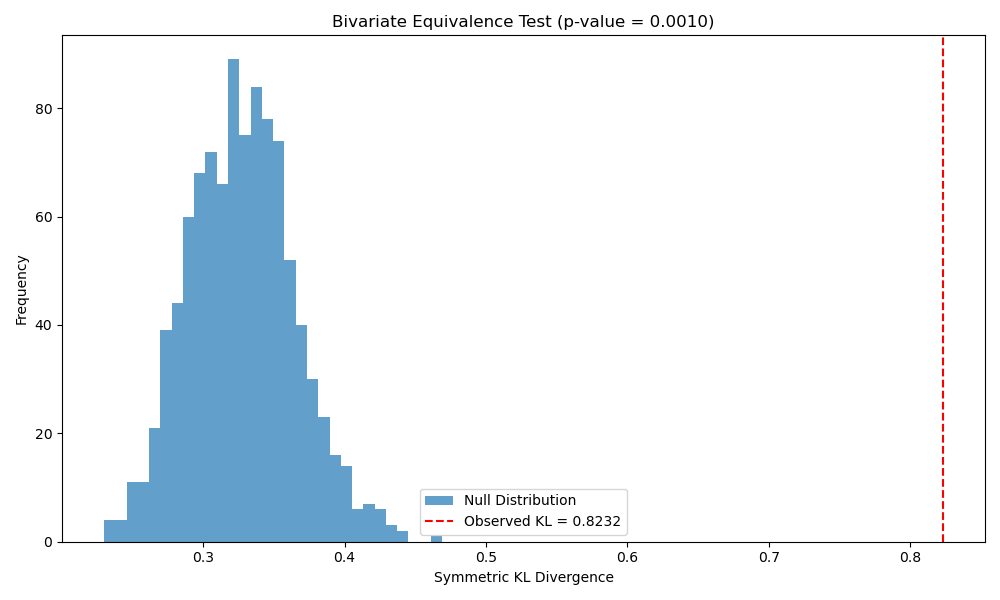 Bivariate Equivalence Test (p-value = 0.0010)
Frequency
80
60
40
20
0
Null Distribution
Observed KL = 0.8232
0.3 0.4 0.5 0.6 0.7 0.8
Symmetric KL Divergence